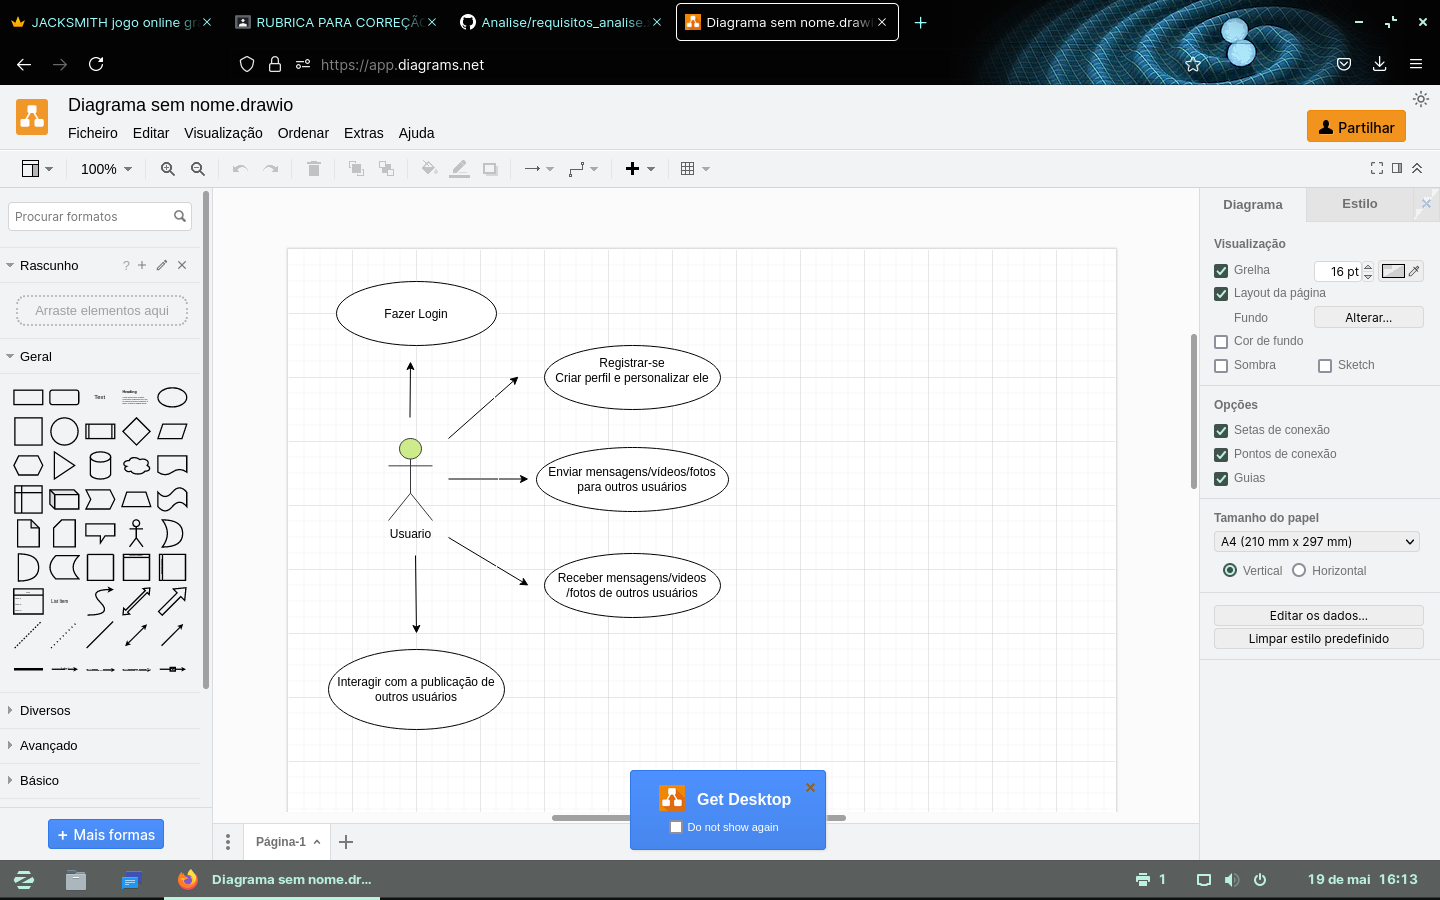 JACKSMITH jogo online gr
RUBRICA PARA CORREÇÃO
Analise/requisitos_analise.
Diagrama sem nome.drawi
https://app.diagrams.net
Diagrama sem nome.drawio
Ficheiro Editar Visualização Ordenar Extras Ajuda
Partilhar
100%
Procurar formatos
Rascunho
?
Arraste elementos aqui
Geral
Text
Heading
List Item
Diversos
Avançado
Básico
+ Mais formas
Fazer Login
Registrar-se
Criar perfil e personalizar ele
Enviar mensagens/vídeos/fotos
para outros usuários
Usuario
Receber mensagens/videos
/fotos de outros usuários
Interagir com a publicação de
outros usuários
Get Desktop
Do not show again
Página-1
Diagrama
Estilo
Visualização
Grelha
16 pt
Layout da página
Fundo
Alterar...
Cor de fundo
Sombra
Sketch
Opções
Setas de conexão
Pontos de conexão
Guias
Tamanho do papel
A4 (210 mm x 297 mm)
Vertical
Horizontal
Editar os dados...
Limpar estilo predefinido
Diagrama sem nome.dr...
1
19 de mai 16:13